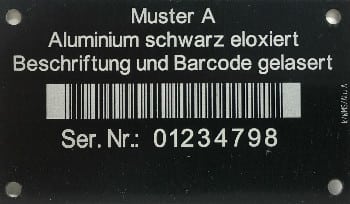 Muster A
Aluminium schwarz eloxiert
Beschriftung und Barcode gelasert
Ser. Nr.: 01234798